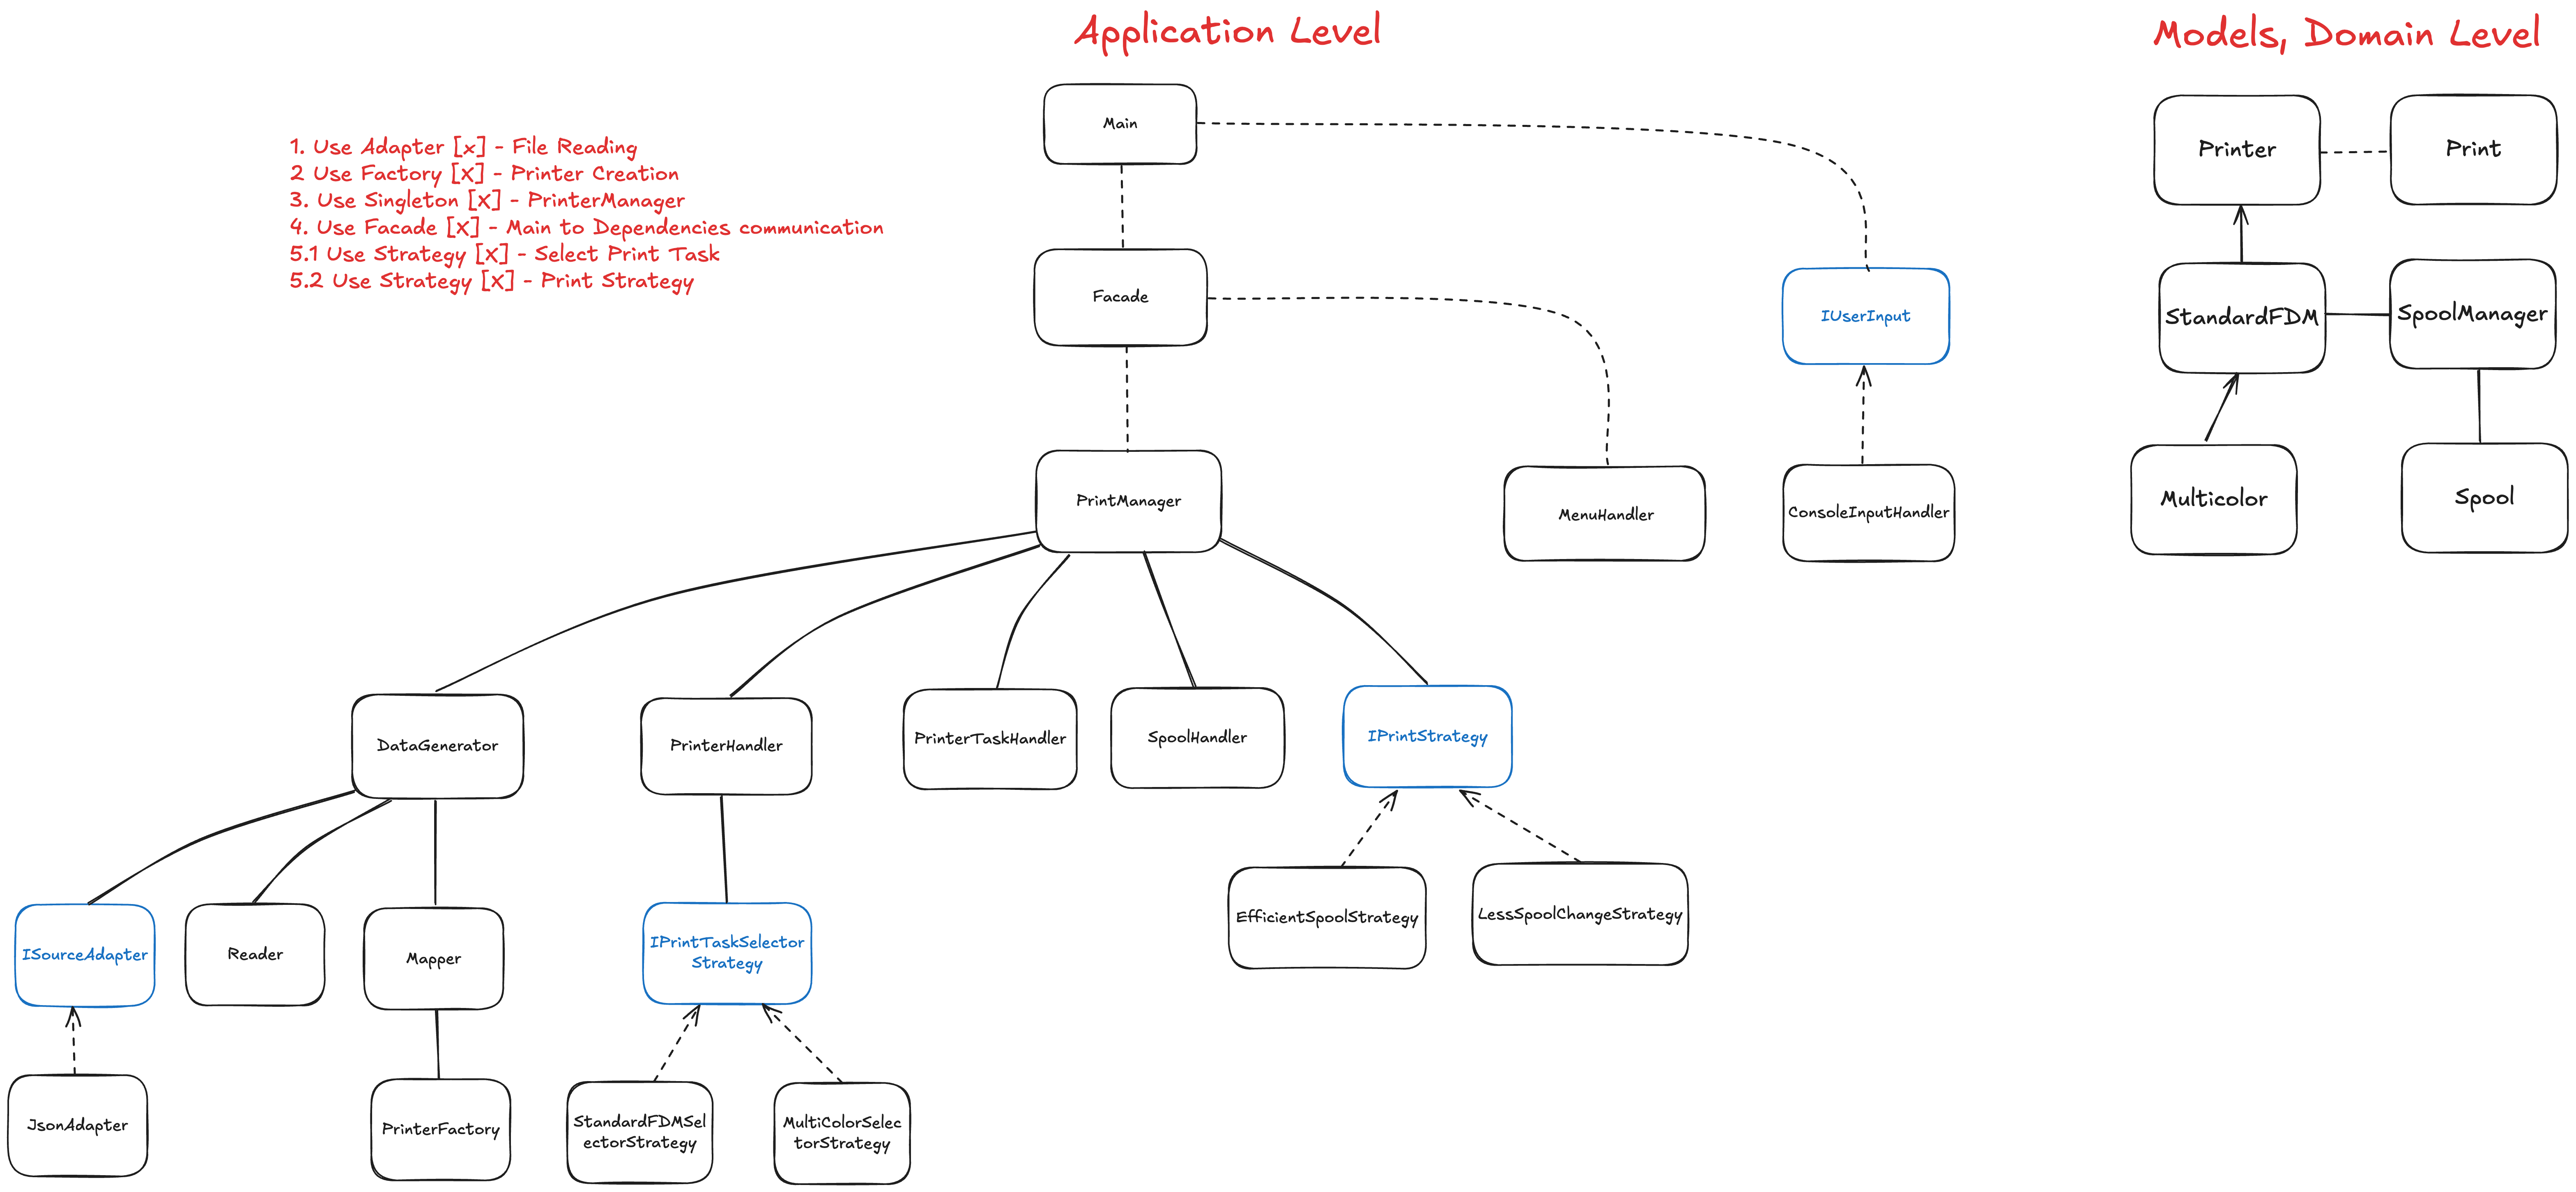 Application Level
Models, Domain Level
1. Use Adapter [x] - File Reading
2 Use Factory [X] - Printer Creation
3. Use Singleton [X] - PrinterManager
4. Use Facade [X] - Main to Dependencies communication
5.1 Use Strategy [X] - Select Print Task
5.2 Use Strategy [X] - Print Strategy
Main
Facade
IUserInput
PrintManager
MenuHandler
ConsoleInputHandler
DataGenerator
PrinterHandler
PrinterTaskHandler
SpoolHandler
IPrintStrategy
ISourceAdapter
Reader
Mapper
IPrintTaskSelector
Strategy
EfficientSpoolStrategy
LessSpoolChangeStrategy
JsonAdapter
PrinterFactory
StandardFDMSel
ectorStrategy
MultiColorSelec
torStrategy
Printer
Print
StandardFDM
SpoolManager
Multicolor
Spool